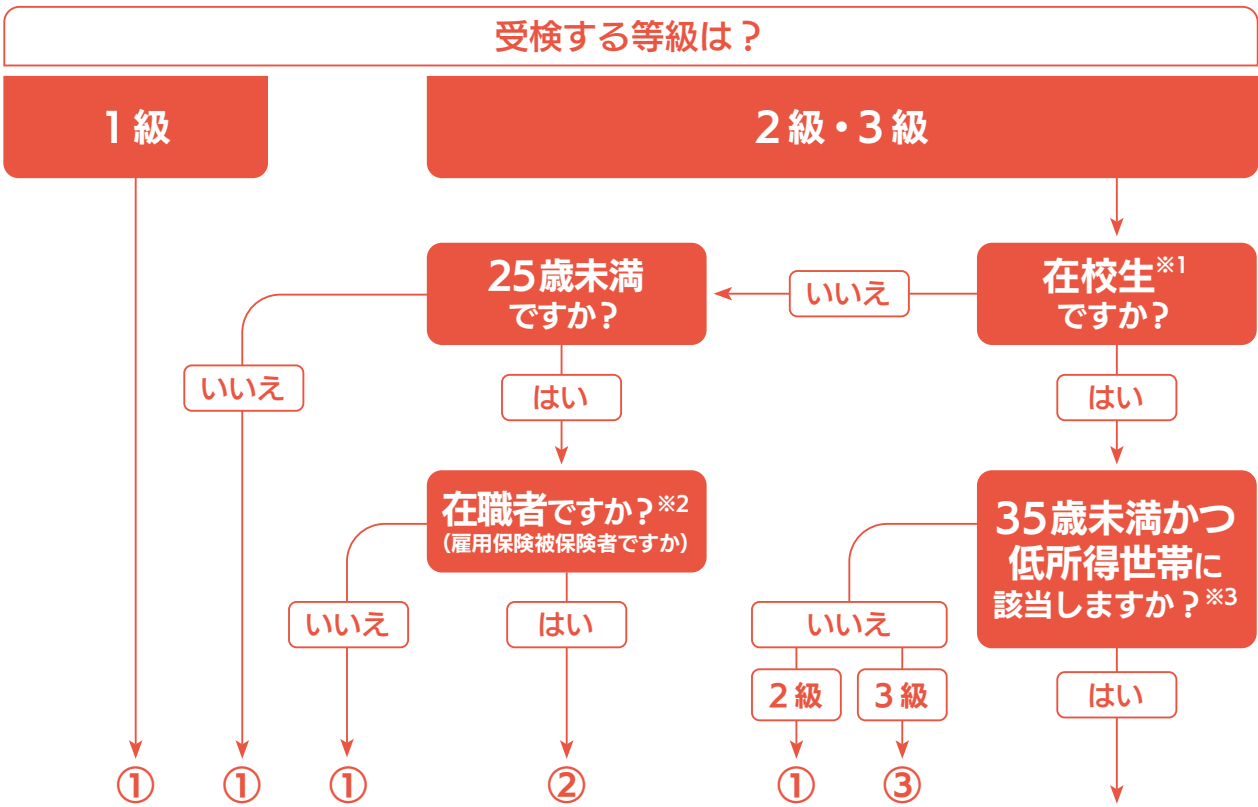 受検する等級は？
1級
2級・3級
25歳未満
ですか？
いいえ
在校生※1
ですか？
いいえ
はい
はい
在職者ですか？※2
（雇用保険被保険者ですか）
35歳未満かつ
低所得世帯に
該当しますか？※3
いいえ
はい
いいえ
2級
3級
はい
①
①
①
②
①
③